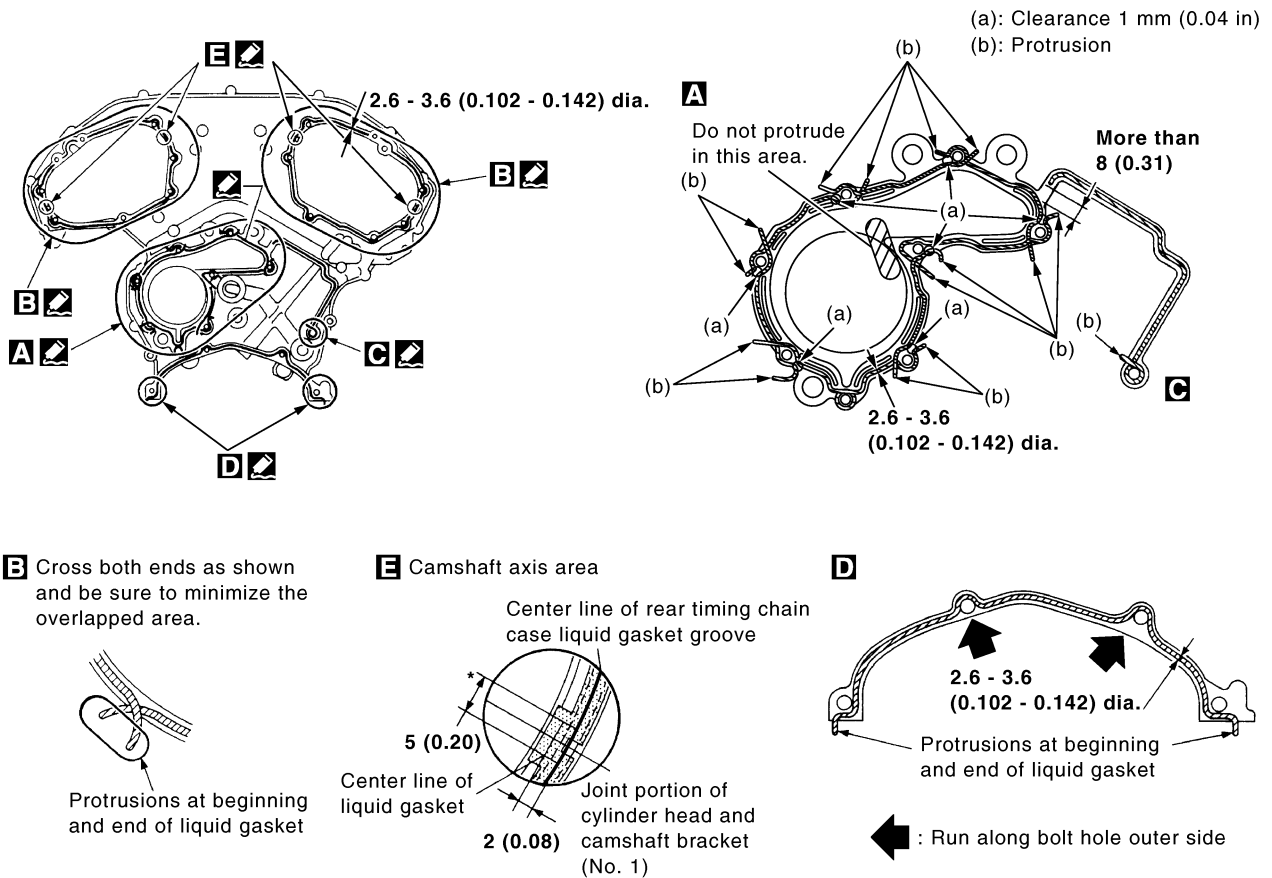 (a): Clearance 1 mm (0.04 in)
(b): Protrusion
E
2.6 - 3.6 (0.102 - 0.142) dia.
B
B
A
C
D
A
(b)
Do not protrude
in this area.
(b)
More than
8 (0.31)
(a)
(a)
(a)
(a)
(b)
(b)
(b)
(b)
C
2.6 - 3.6
(0.102 - 0.142) dia.
B Cross both ends as shown
and be sure to minimize the
overlapped area.
Protrusions at beginning
and end of liquid gasket
E Camshaft axis area
Center line of rear timing chain
case liquid gasket groove
*
5 (0.20)
Center line of
liquid gasket
2 (0.08)
Joint portion of
cylinder head and
camshaft bracket
(No. 1)
D
2.6 - 3.6
(0.102 - 0.142) dia.
Protrusions at beginning
and end of liquid gasket
: Run along bolt hole outer side